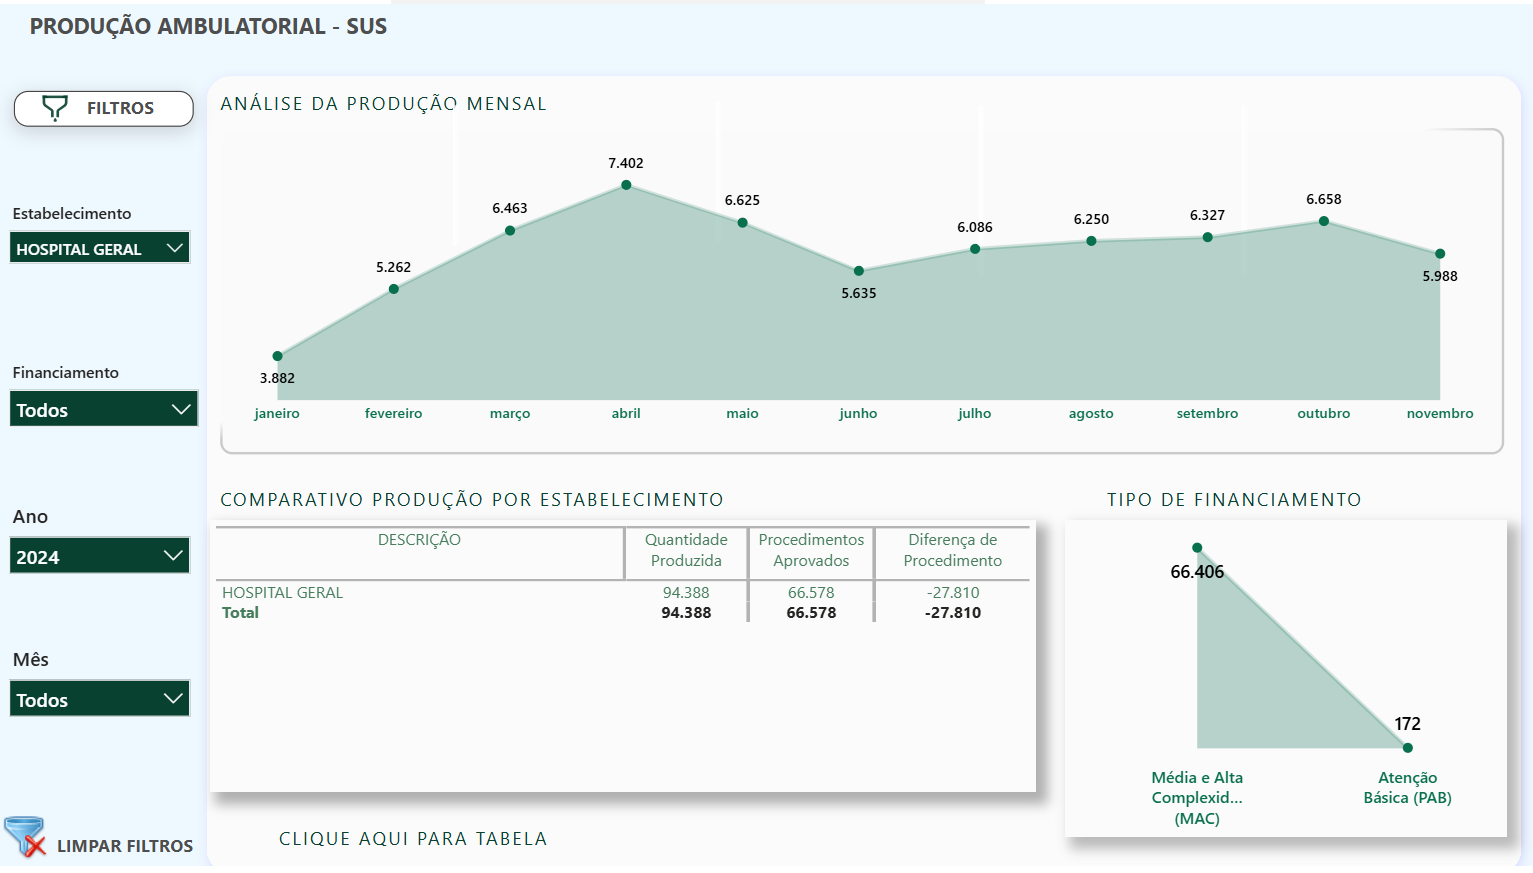 PRODUÇÃO AMBULATORIAL - SUS
FILTROS
Estabelecimento
HOSPITAL GERAL
Financiamento
Todos
Ano
2024
Mês
Todos
LIMPAR FILTROS
ANÁLISE DA PRODUÇÃO MENSAL
3.882
5.262
6.463
7.402
6.625
5.635
6.086
6.250
6.327
6.658
5.988
janeiro
fevereiro
março
abril
maio
junho
julho
agosto
setembro
outubro
novembro
COMPARATIVO PRODUÇÃO POR ESTABELECIMENTO
DESCRIÇÃO
Quantidade
Produzida
Procedimentos
Aprovados
Diferença de
Procedimento
HOSPITAL GERAL 94.388 66.578 -27.810
Total 94.388 66.578 -27.810
CLIQUE AQUI PARA TABELA
TIPO DE FINANCIAMENTO
66.406
172
Média e Alta
Complexid...
(MAC)
Atenção
Básica (PAB)